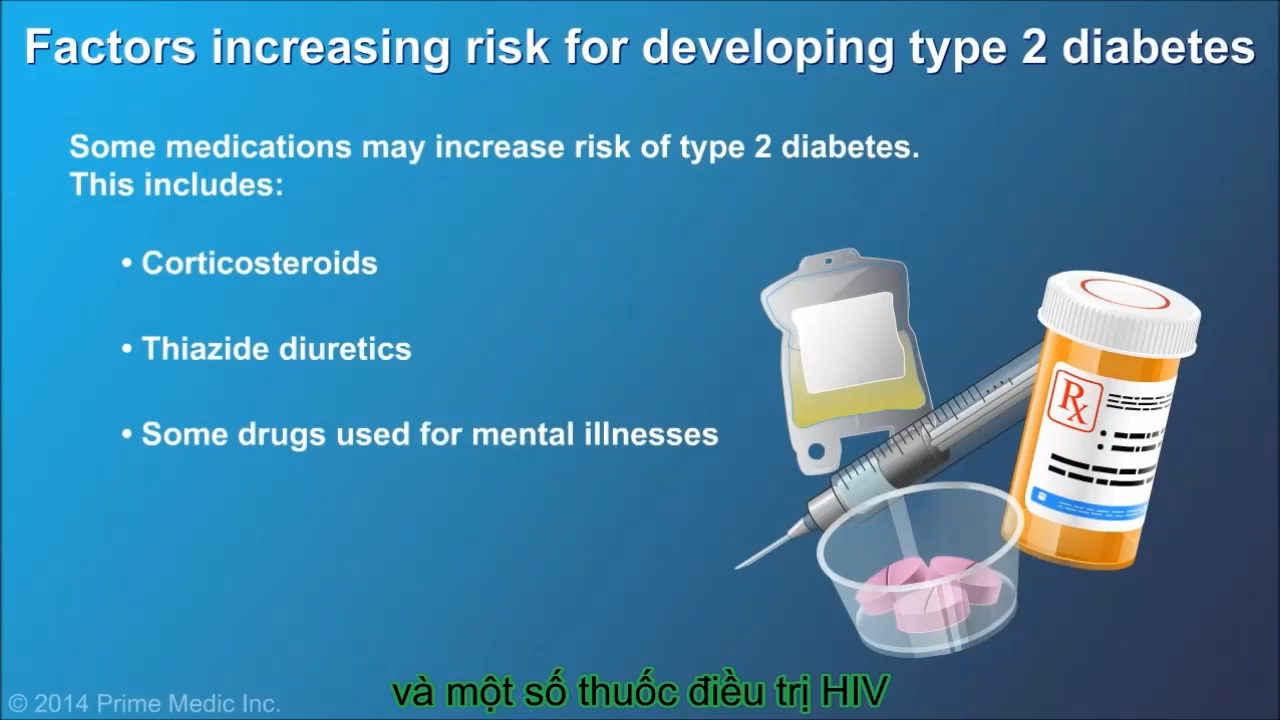 Factors increasing risk for developing type 2 diabetes
Some medications may increase risk of type 2 diabetes.
This includes:
• Corticosteroids
• Thiazide diuretics
• Some drugs used for mental illnesses
Rx
và một số thuốc điều trị HIV
© 2014 Prime Medic Inc.